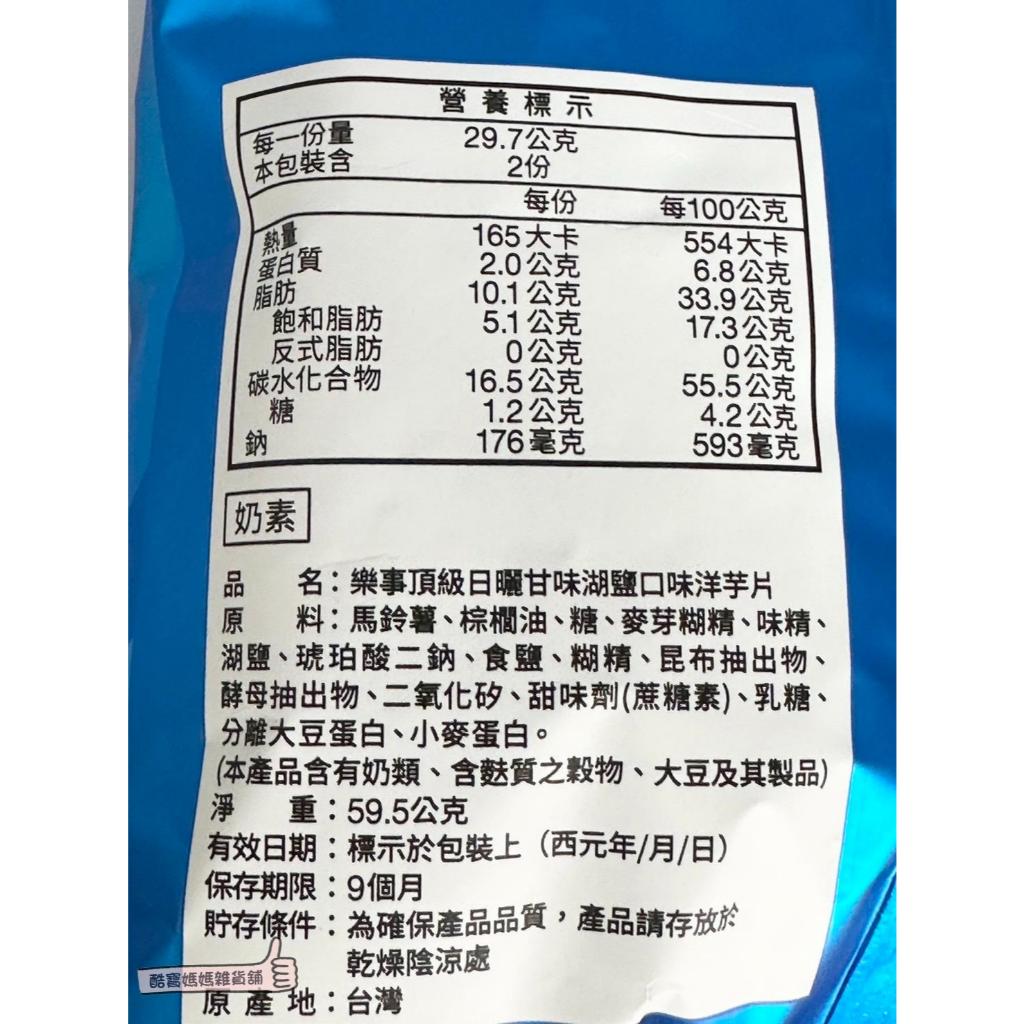 營養標示
每一份量 29.7公克
本包裝含 2份
每份 每100公克
熱量 165大卡 554大卡
蛋白質 2.0公克 6.8公克
脂肪 10.1公克 33.9公克
飽和脂肪 5.1公克 17.3公克
反式脂肪 0公克 0公克
碳水化合物 16.5公克 55.5公克
糖 1.2公克 4.2公克
鈉 176毫克 593毫克
奶素
品 名：樂事頂級日曬甘味湖鹽口味洋芋片
原 料：馬鈴薯、棕櫚油、糖、麥芽糊精、味精、
湖鹽、琥珀酸二鈉、食鹽、糊精、昆布抽出物、
酵母抽出物、二氧化矽、甜味劑(蔗糖素)、乳糖、
分離大豆蛋白、小麥蛋白。
(本產品含有奶類、含麩質之穀物、大豆及其製品)
淨 重：59.5公克
有效日期：標示於包裝上（西元年/月/日）
保存期限：9個月
貯存條件：為確保產品品質，產品請存放於
乾燥陰涼處
酷寶媽媽雜貨舖
原產地：台灣